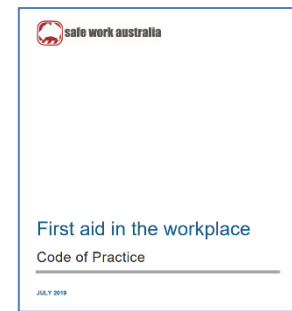 safe work australia
First aid in the workplace
Code of Practice
JULY 2019